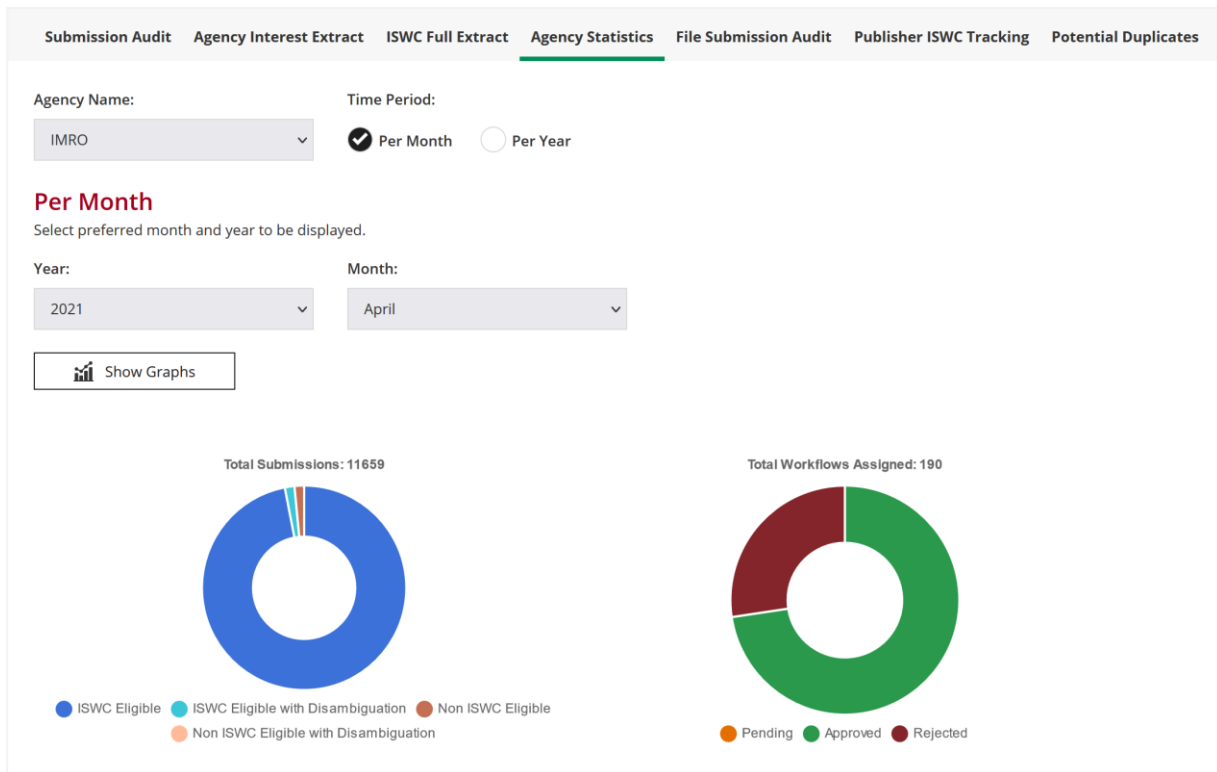 Submission Audit Agency Interest Extract ISWC Full Extract Agency Statistics File Submission Audit Publisher ISWC Tracking Potential Duplicates
Agency Name: Time Period:
IMRO Per Month Per Year
Per Month
Select preferred month and year to be displayed.
Year: Month:
2021 April
Show Graphs
Total Submissions: 11659
ISWC Eligible ISWC Eligible with Disambiguation Non ISWC Eligible
Non ISWC Eligible with Disambiguation
Total Workflows Assigned: 190
Pending Approved Rejected